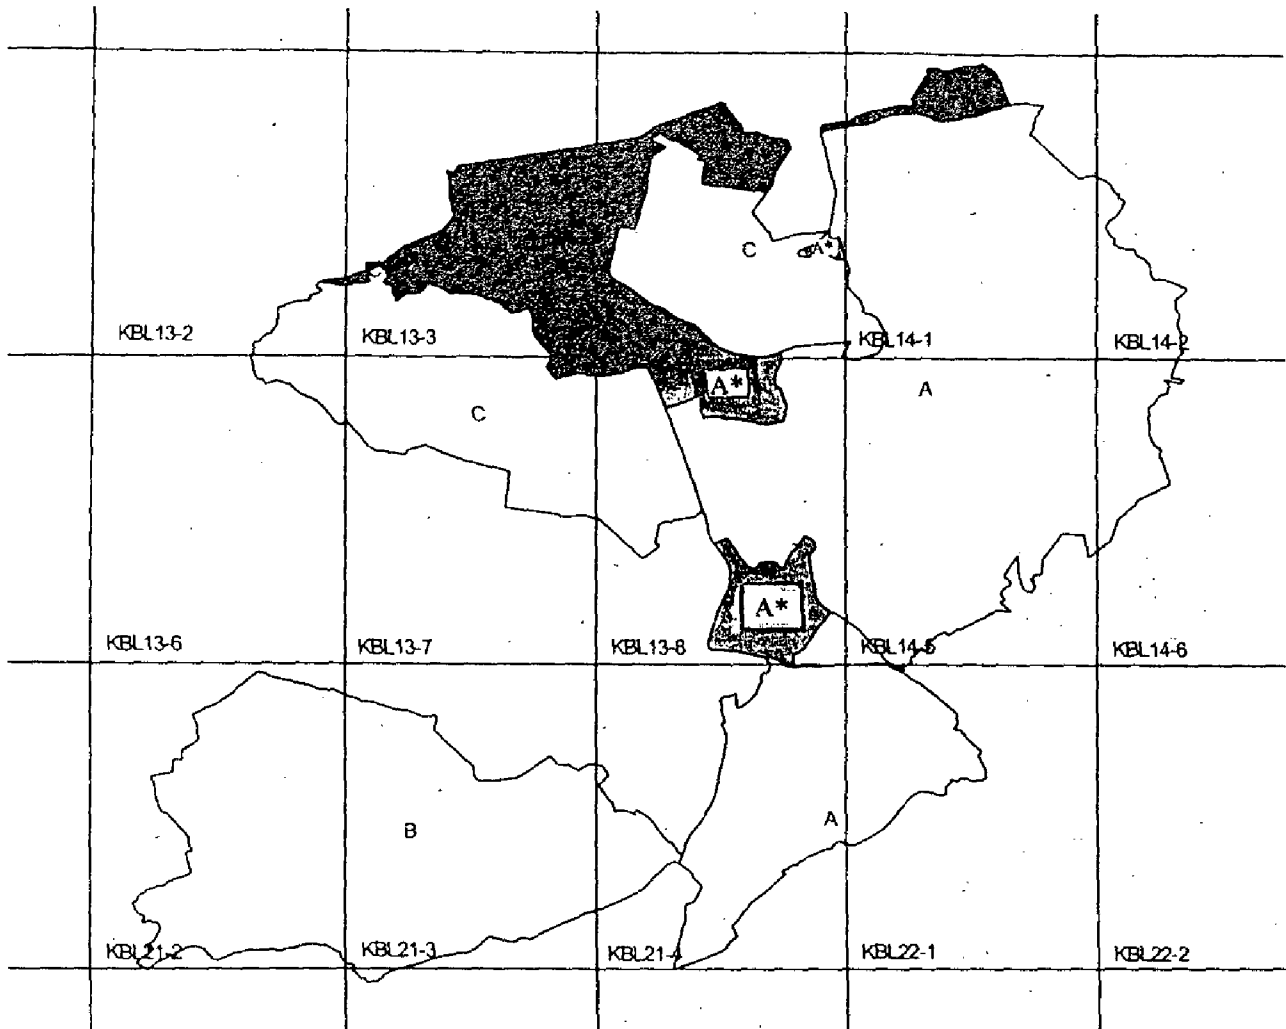 C
A*
KBL13-2
KBL13-3
KBL14-1
KBL14-2
A*
A
C
A*
KBL13-6
KBL13-7
KBL13-8
KBL14-5
KBL14-6
B
A
KBL21-2
KBL21-3
KBL21-4
KBL22-1
KBL22-2